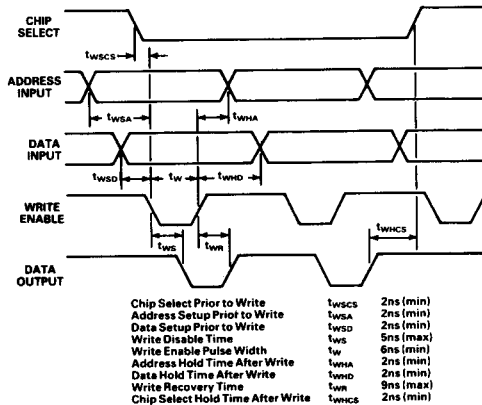 CHIP
SELECT
tWSCS
ADDRESS
INPUT
tWSA
tWHA
DATA
INPUT
tWSD
tW
tWHD
WRITE
ENABLE
tWS
tWR
tWHCS
DATA
OUTPUT
Chip Select Prior to Write tWSCS 2ns (min)
Address Setup Prior to Write tWSA 2ns (min)
Data Setup Prior to Write tWSD 2ns (min)
Write Disable Time tWS 5ns (max)
Write Enable Pulse Width tW 6ns (min)
Address Hold Time After Write tWHA 2ns (min)
Data Hold Time After Write tWHD 2ns (min)
Write Recovery Time tWR 9ns (max)
Chip Select Hold Time After Write tWHCS 2ns (min)